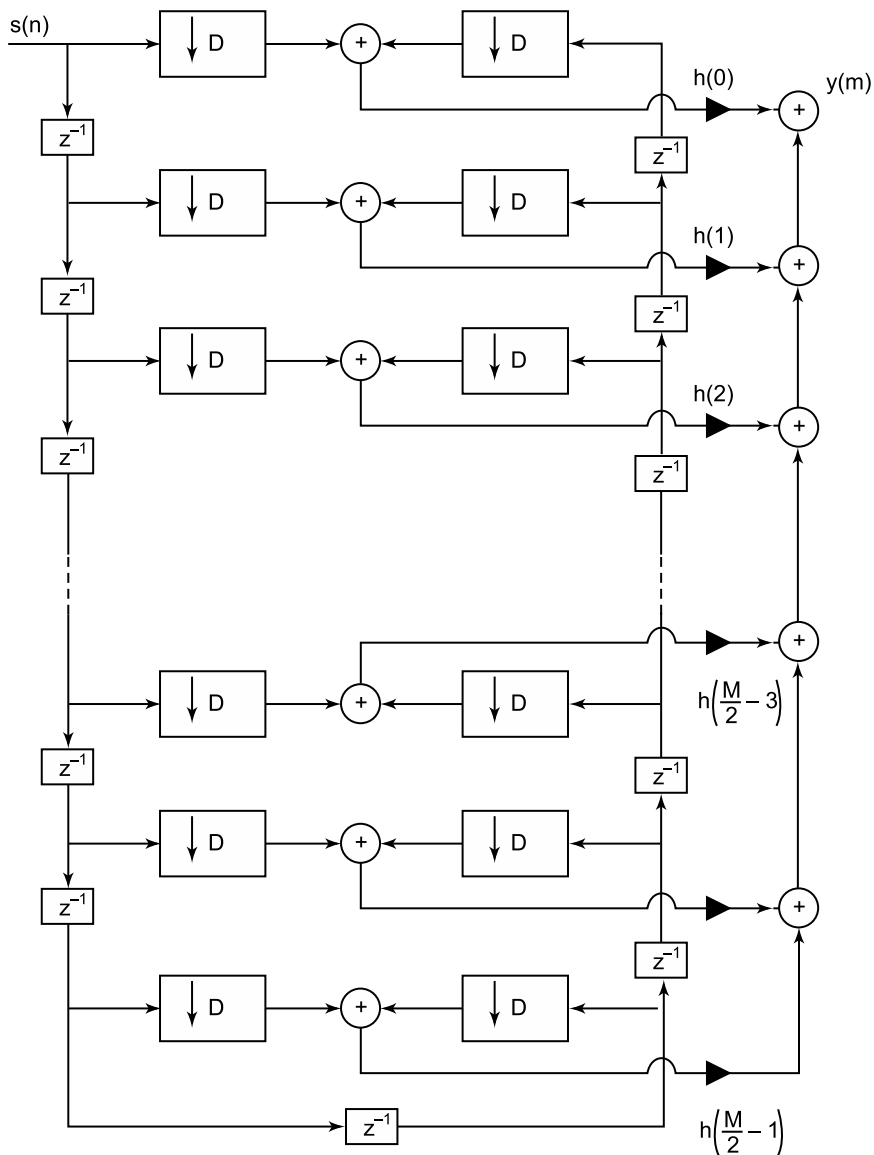 s(n)
D + D
h(0) y(m)
+
z⁻¹
z⁻¹
D + D
h(1)
+
z⁻¹
z⁻¹
D + D
h(2)
+
z⁻¹
z⁻¹
+
D + D
h(M/2 − 3)
z⁻¹
z⁻¹
D + D
z⁻¹
+
z⁻¹
D + D
z⁻¹
h(M/2 − 1)